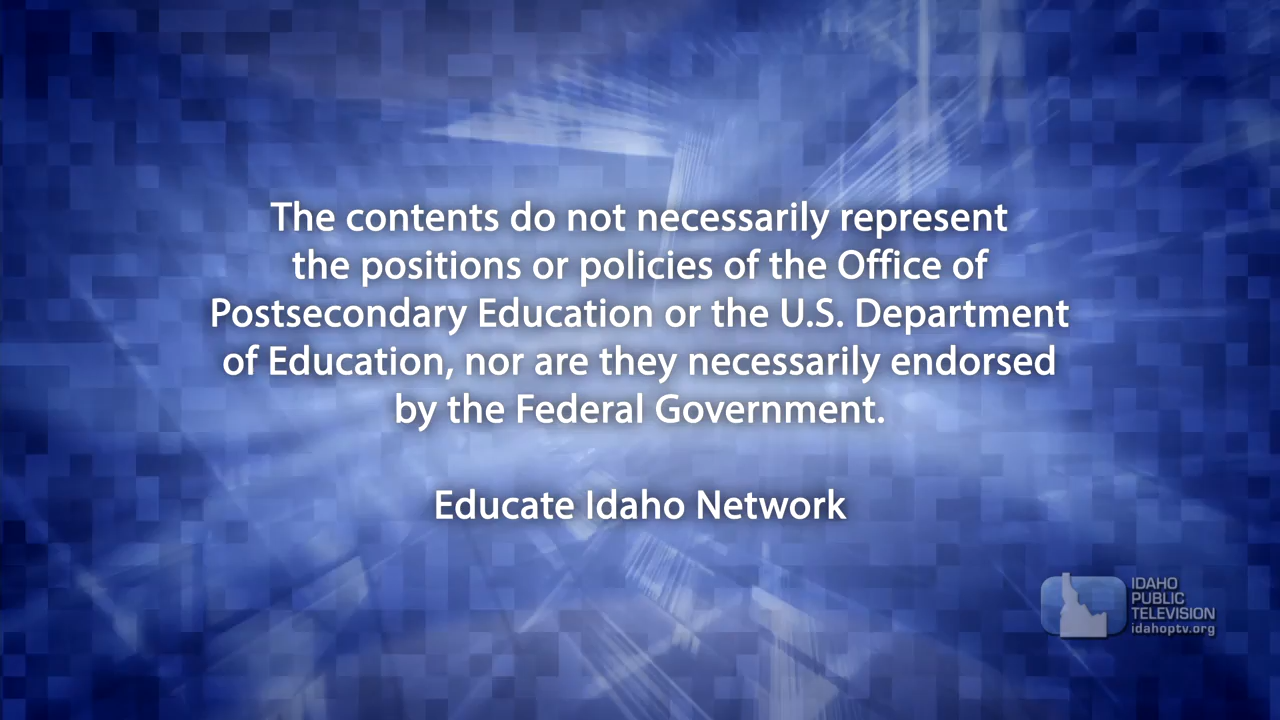 The contents do not necessarily represent
the positions or policies of the Office of
Postsecondary Education or the U.S. Department
of Education, nor are they necessarily endorsed
by the Federal Government.
Educate Idaho Network
IDAHO
PUBLIC
TELEVISION
idahoptv.org